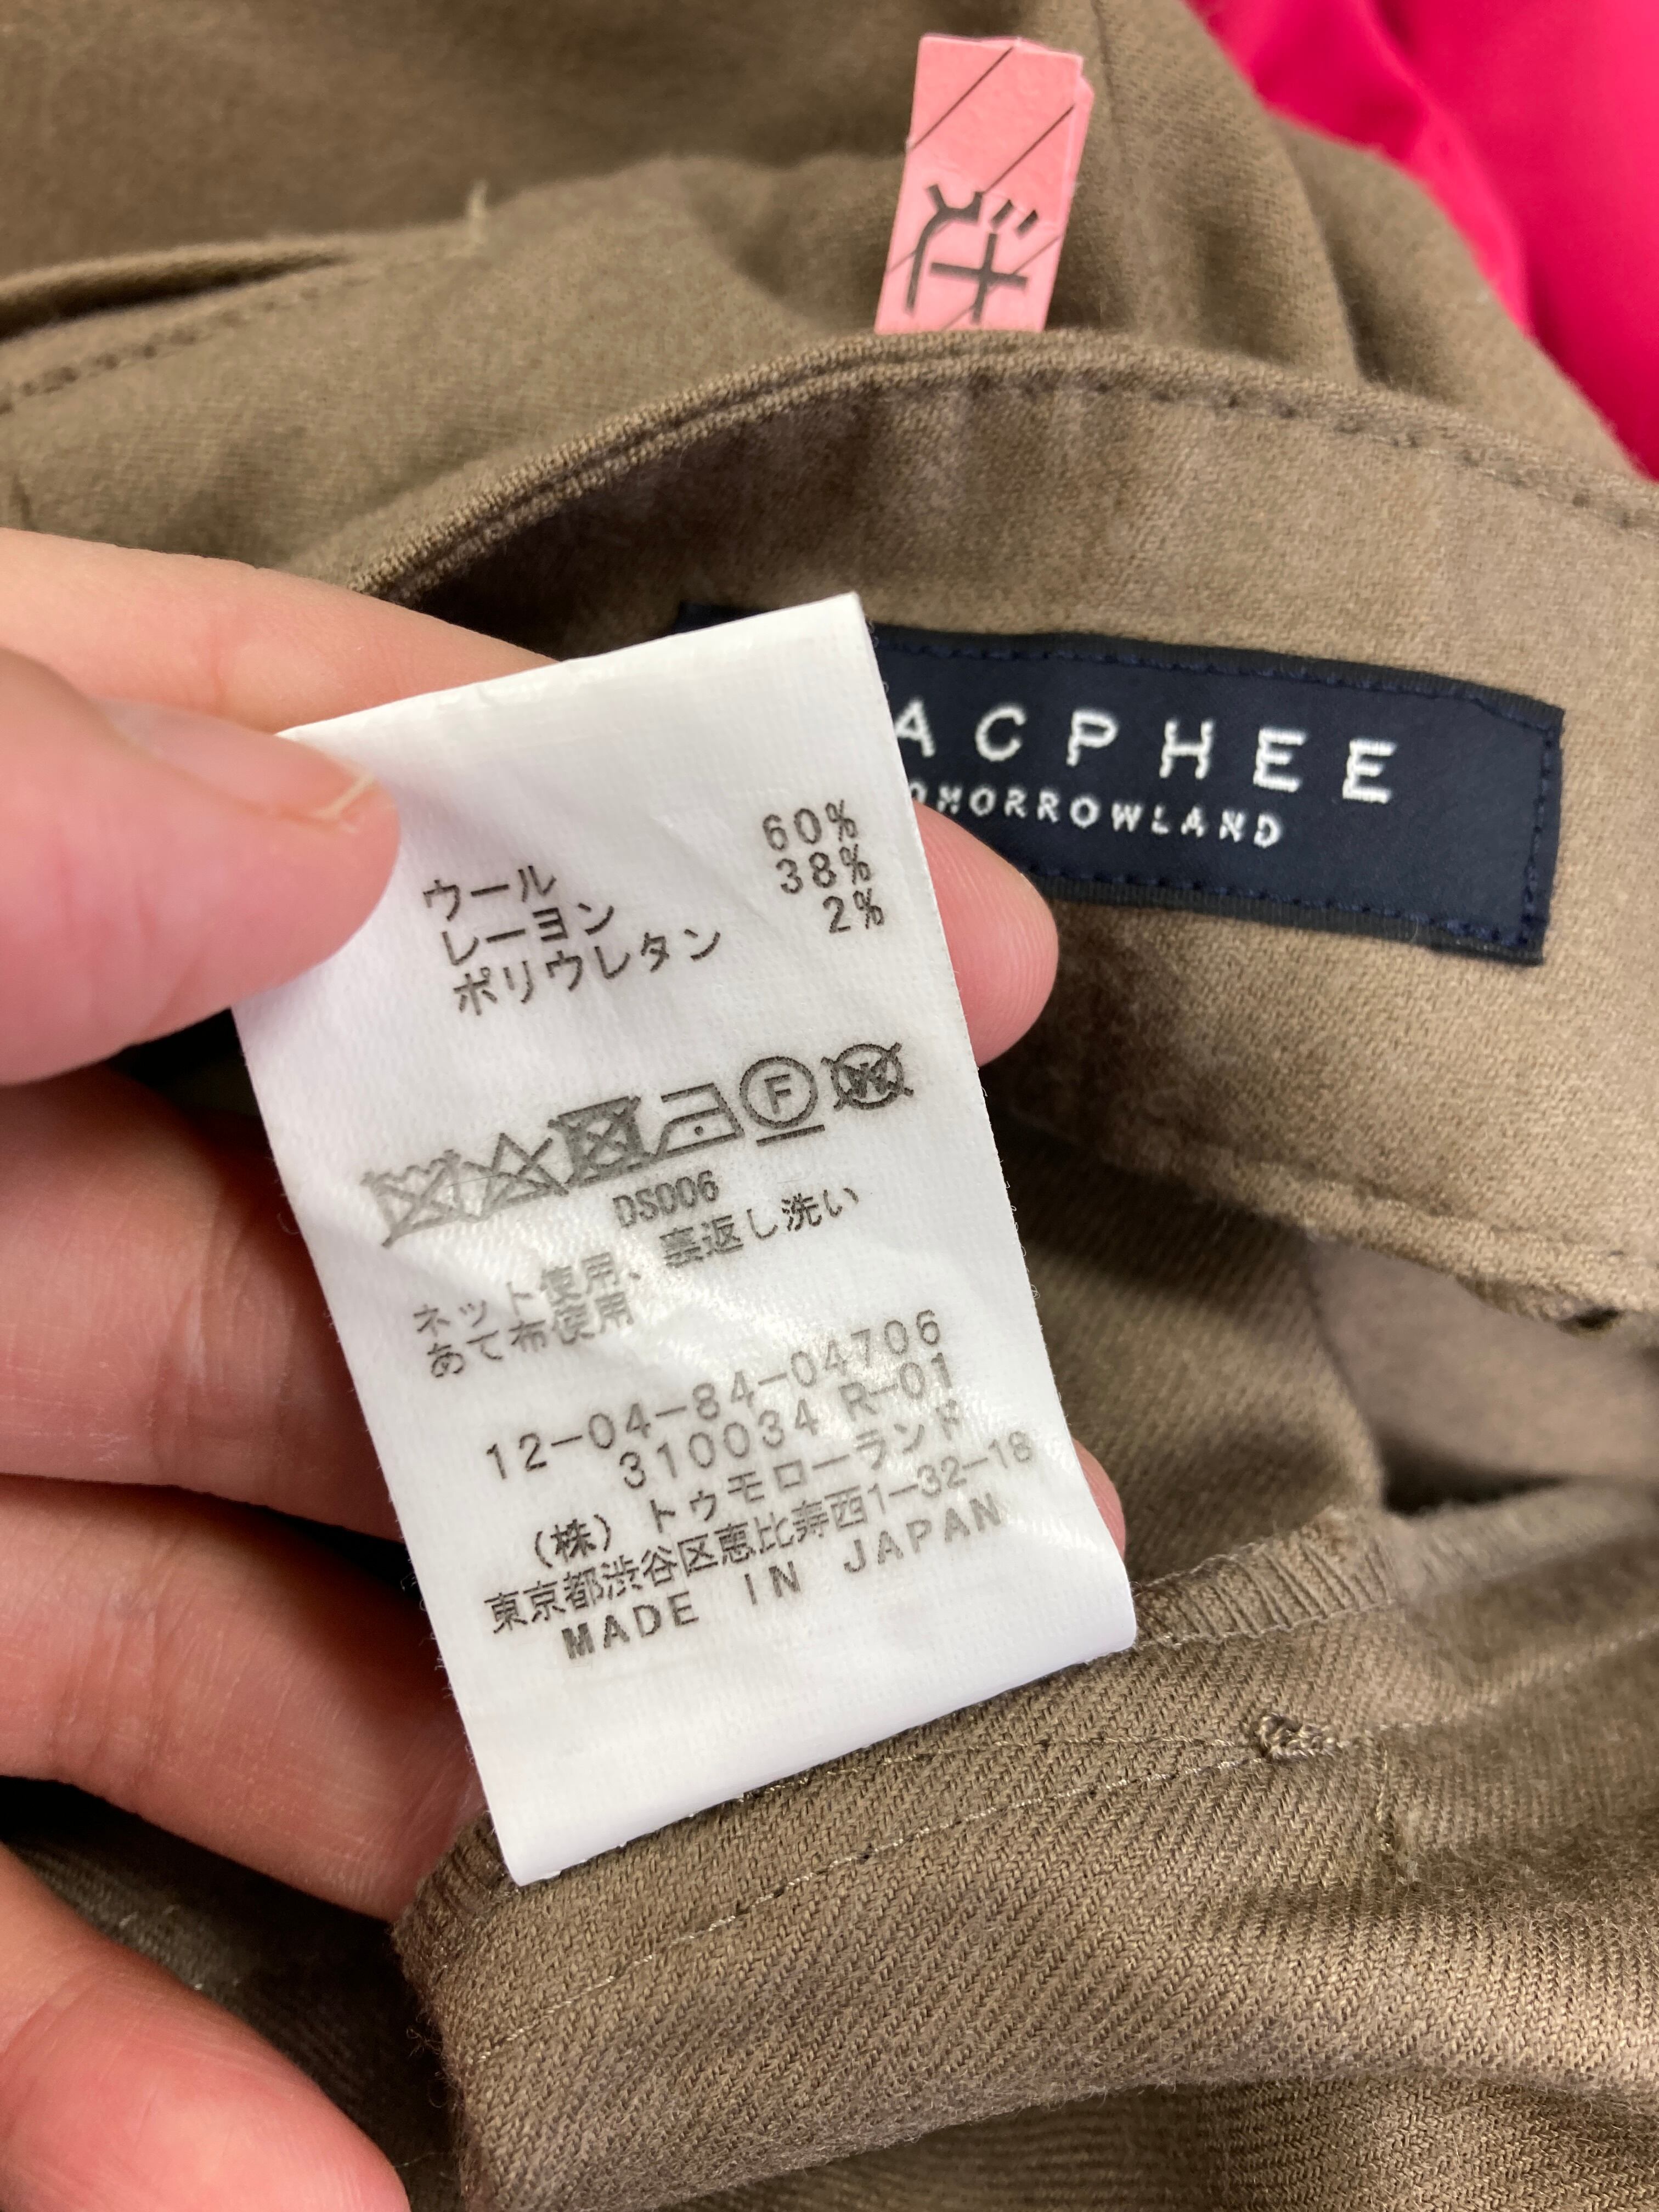 辻
ACPHEE
OMORROWLAND
ウール 60%
レーヨン 38%
ポリウレタン 2%
F
W
DS006
ネット使用、裏返し洗い
あて布使用
12-04-84-04706
310034 R-01
(株) トゥモローランド
東京都渋谷区恵比寿西1-32-18
MADE IN JAPAN